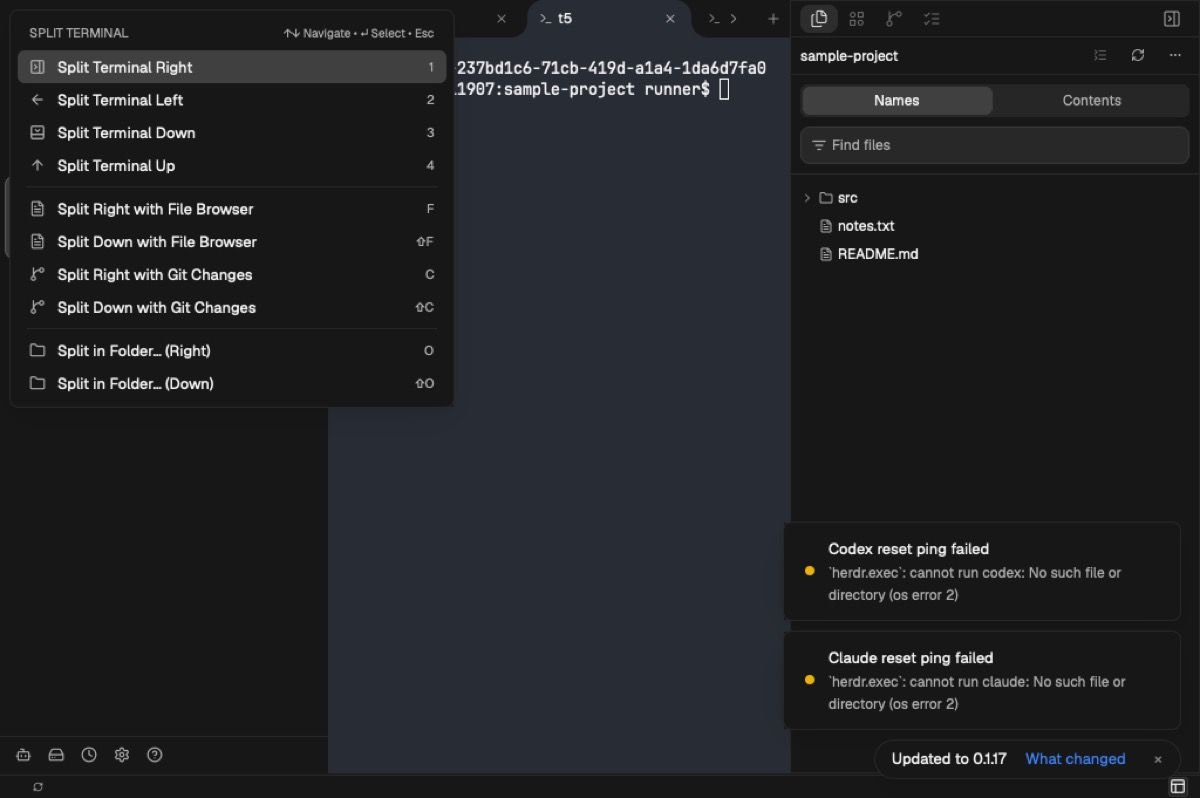 SPLIT TERMINAL
↑↓ Navigate • ↵ Select • Esc
Split Terminal Right 1
Split Terminal Left 2
Split Terminal Down 3
Split Terminal Up 4
Split Right with File Browser F
Split Down with File Browser ⇧F
Split Right with Git Changes C
Split Down with Git Changes ⇧C
Split in Folder... (Right) O
Split in Folder... (Down) ⇧O
t5
-237bd1c6-71cb-419d-a1a4-1da6d7fa0
1907:sample-project runner$
sample-project
Names Contents
Find files
src
notes.txt
README.md
Codex reset ping failed
`herdr.exec`: cannot run codex: No such file or
directory (os error 2)
Claude reset ping failed
`herdr.exec`: cannot run claude: No such file or
directory (os error 2)
Updated to 0.1.17 What changed